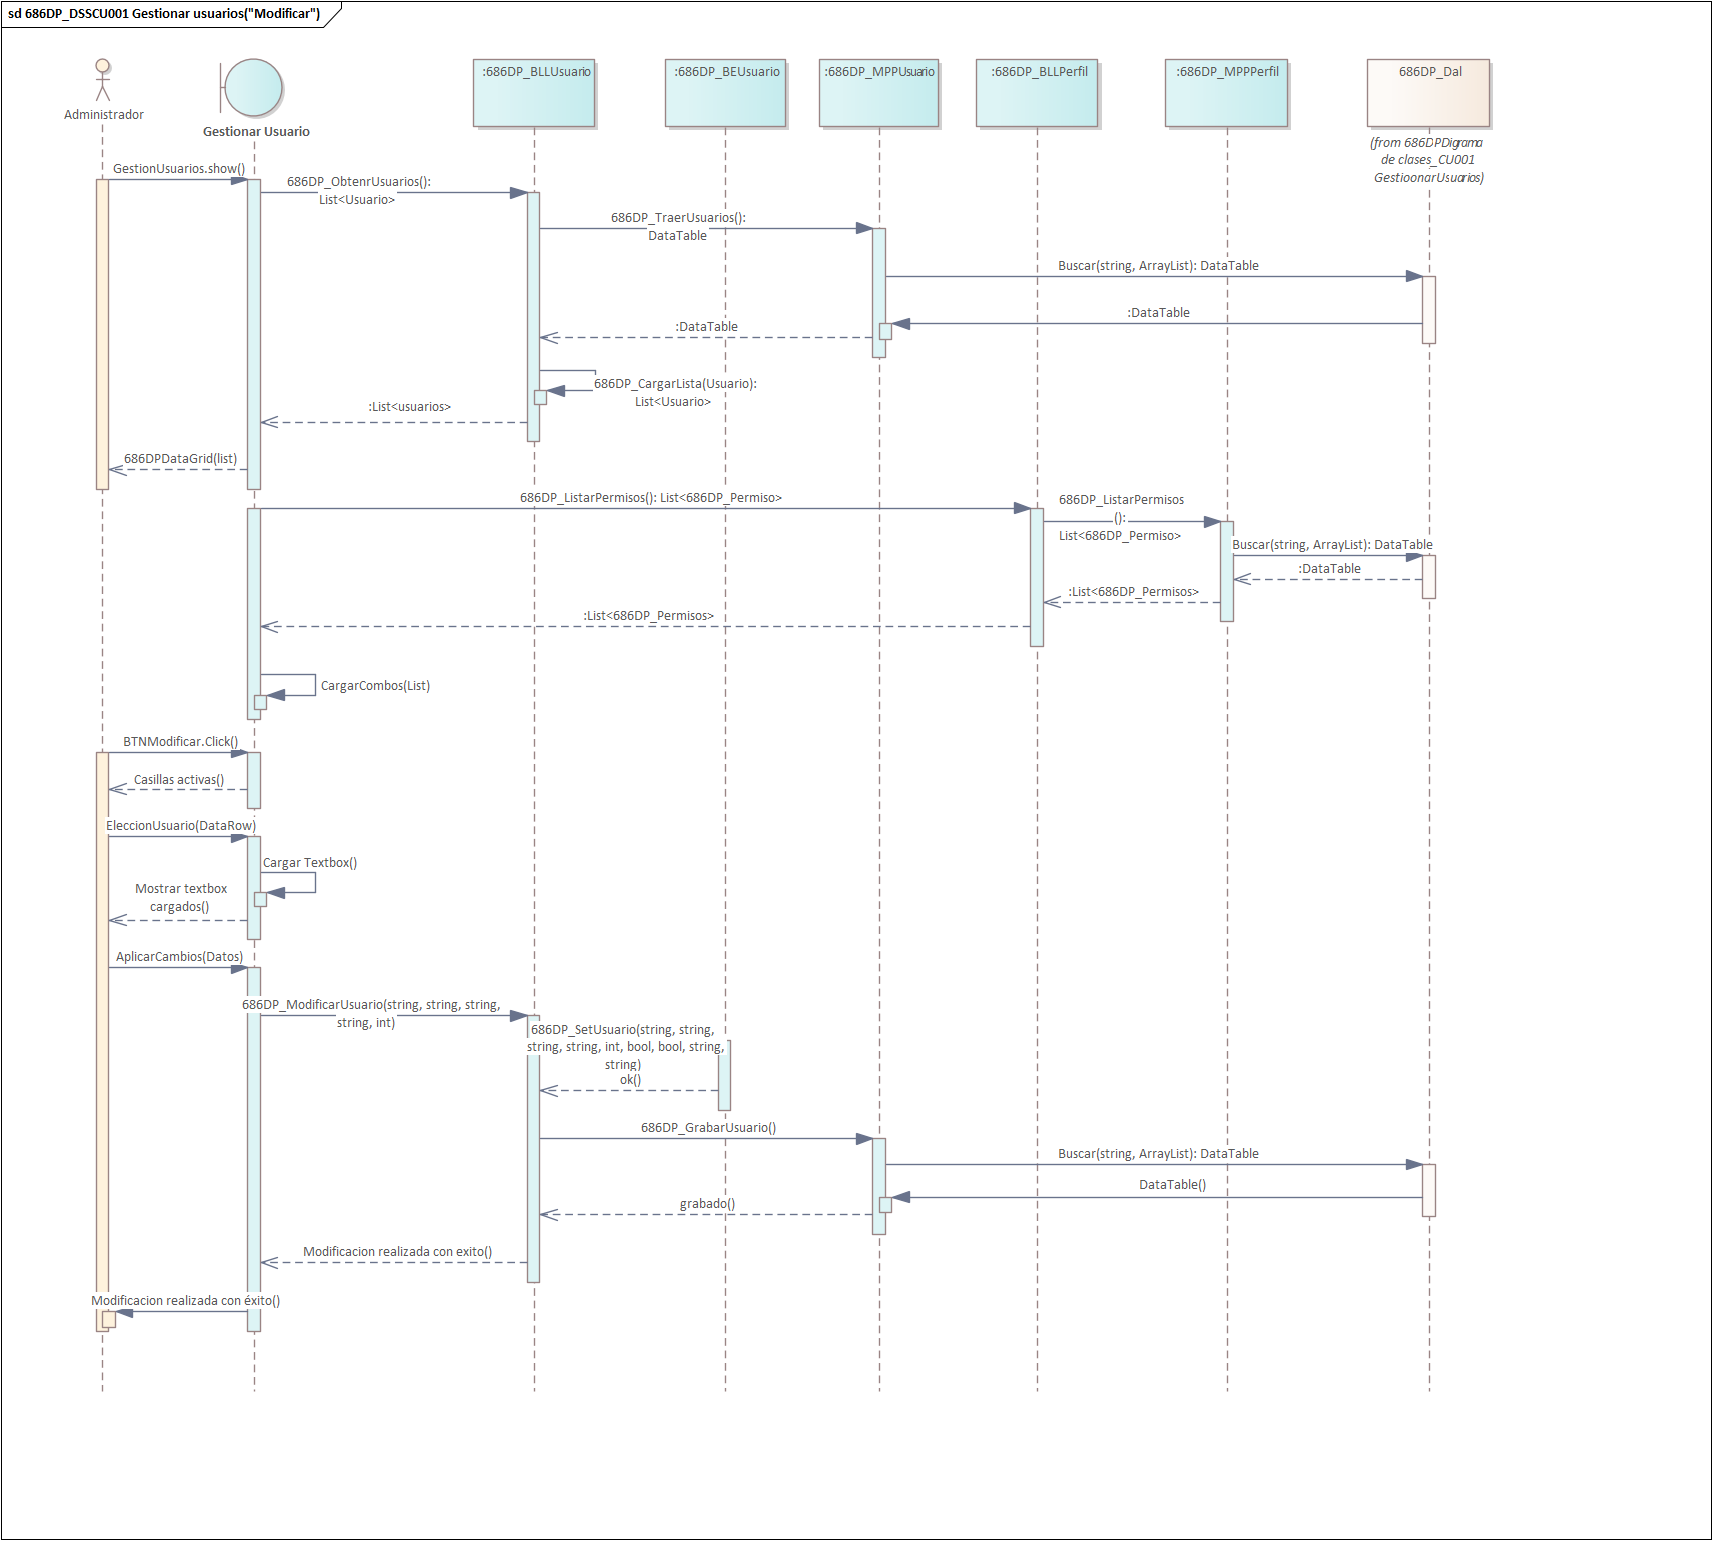 sd 686DP_DSSCU001 Gestionar usuarios("Modificar")
Administrador
Gestionar Usuario
:686DP_BLLUsuario
:686DP_BEUsuario
:686DP_MPPUsuario
:686DP_BLLPerfil
:686DP_MPPPerfil
686DP_Dal
(from 686DPDigrama
de clases_CU001
GestioonarUsuarios)
GestionUsuarios.show()
686DP_ObtenrUsuarios():
List<Usuario>
686DP_TraerUsuarios():
DataTable
Buscar(string, ArrayList): DataTable
:DataTable
:DataTable
686DP_CargarLista(Usuario):
List<Usuario>
:List<usuarios>
686DPDataGrid(list)
686DP_ListarPermisos(): List<686DP_Permiso>
686DP_ListarPermisos
():
List<686DP_Permiso>
Buscar(string, ArrayList): DataTable
:DataTable
:List<686DP_Permisos>
:List<686DP_Permisos>
CargarCombos(List)
BTNModificar.Click()
Casillas activas()
EleccionUsuario(DataRow)
Cargar Textbox()
Mostrar textbox
cargados()
AplicarCambios(Datos)
686DP_ModificarUsuario(string, string, string,
string, int)
686DP_SetUsuario(string, string,
string, string, int, bool, bool, string,
string)
ok()
686DP_GrabarUsuario()
Buscar(string, ArrayList): DataTable
DataTable()
grabado()
Modificacion realizada con exito()
Modificacion realizada con éxito()